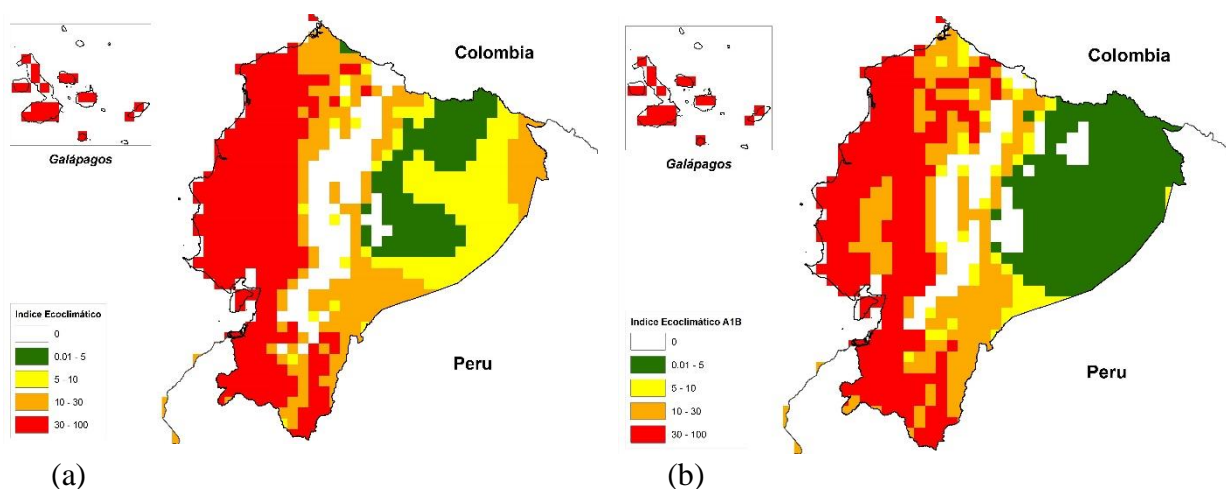 Colombia
Galápagos
Peru
Indice Ecoclimático
0
0.01 - 5
5 - 10
10 - 30
30 - 100
(a)
Colombia
Galápagos
Peru
Indice Ecoclimático A1B
0
0.01 - 5
5 - 10
10 - 30
30 - 100
(b)